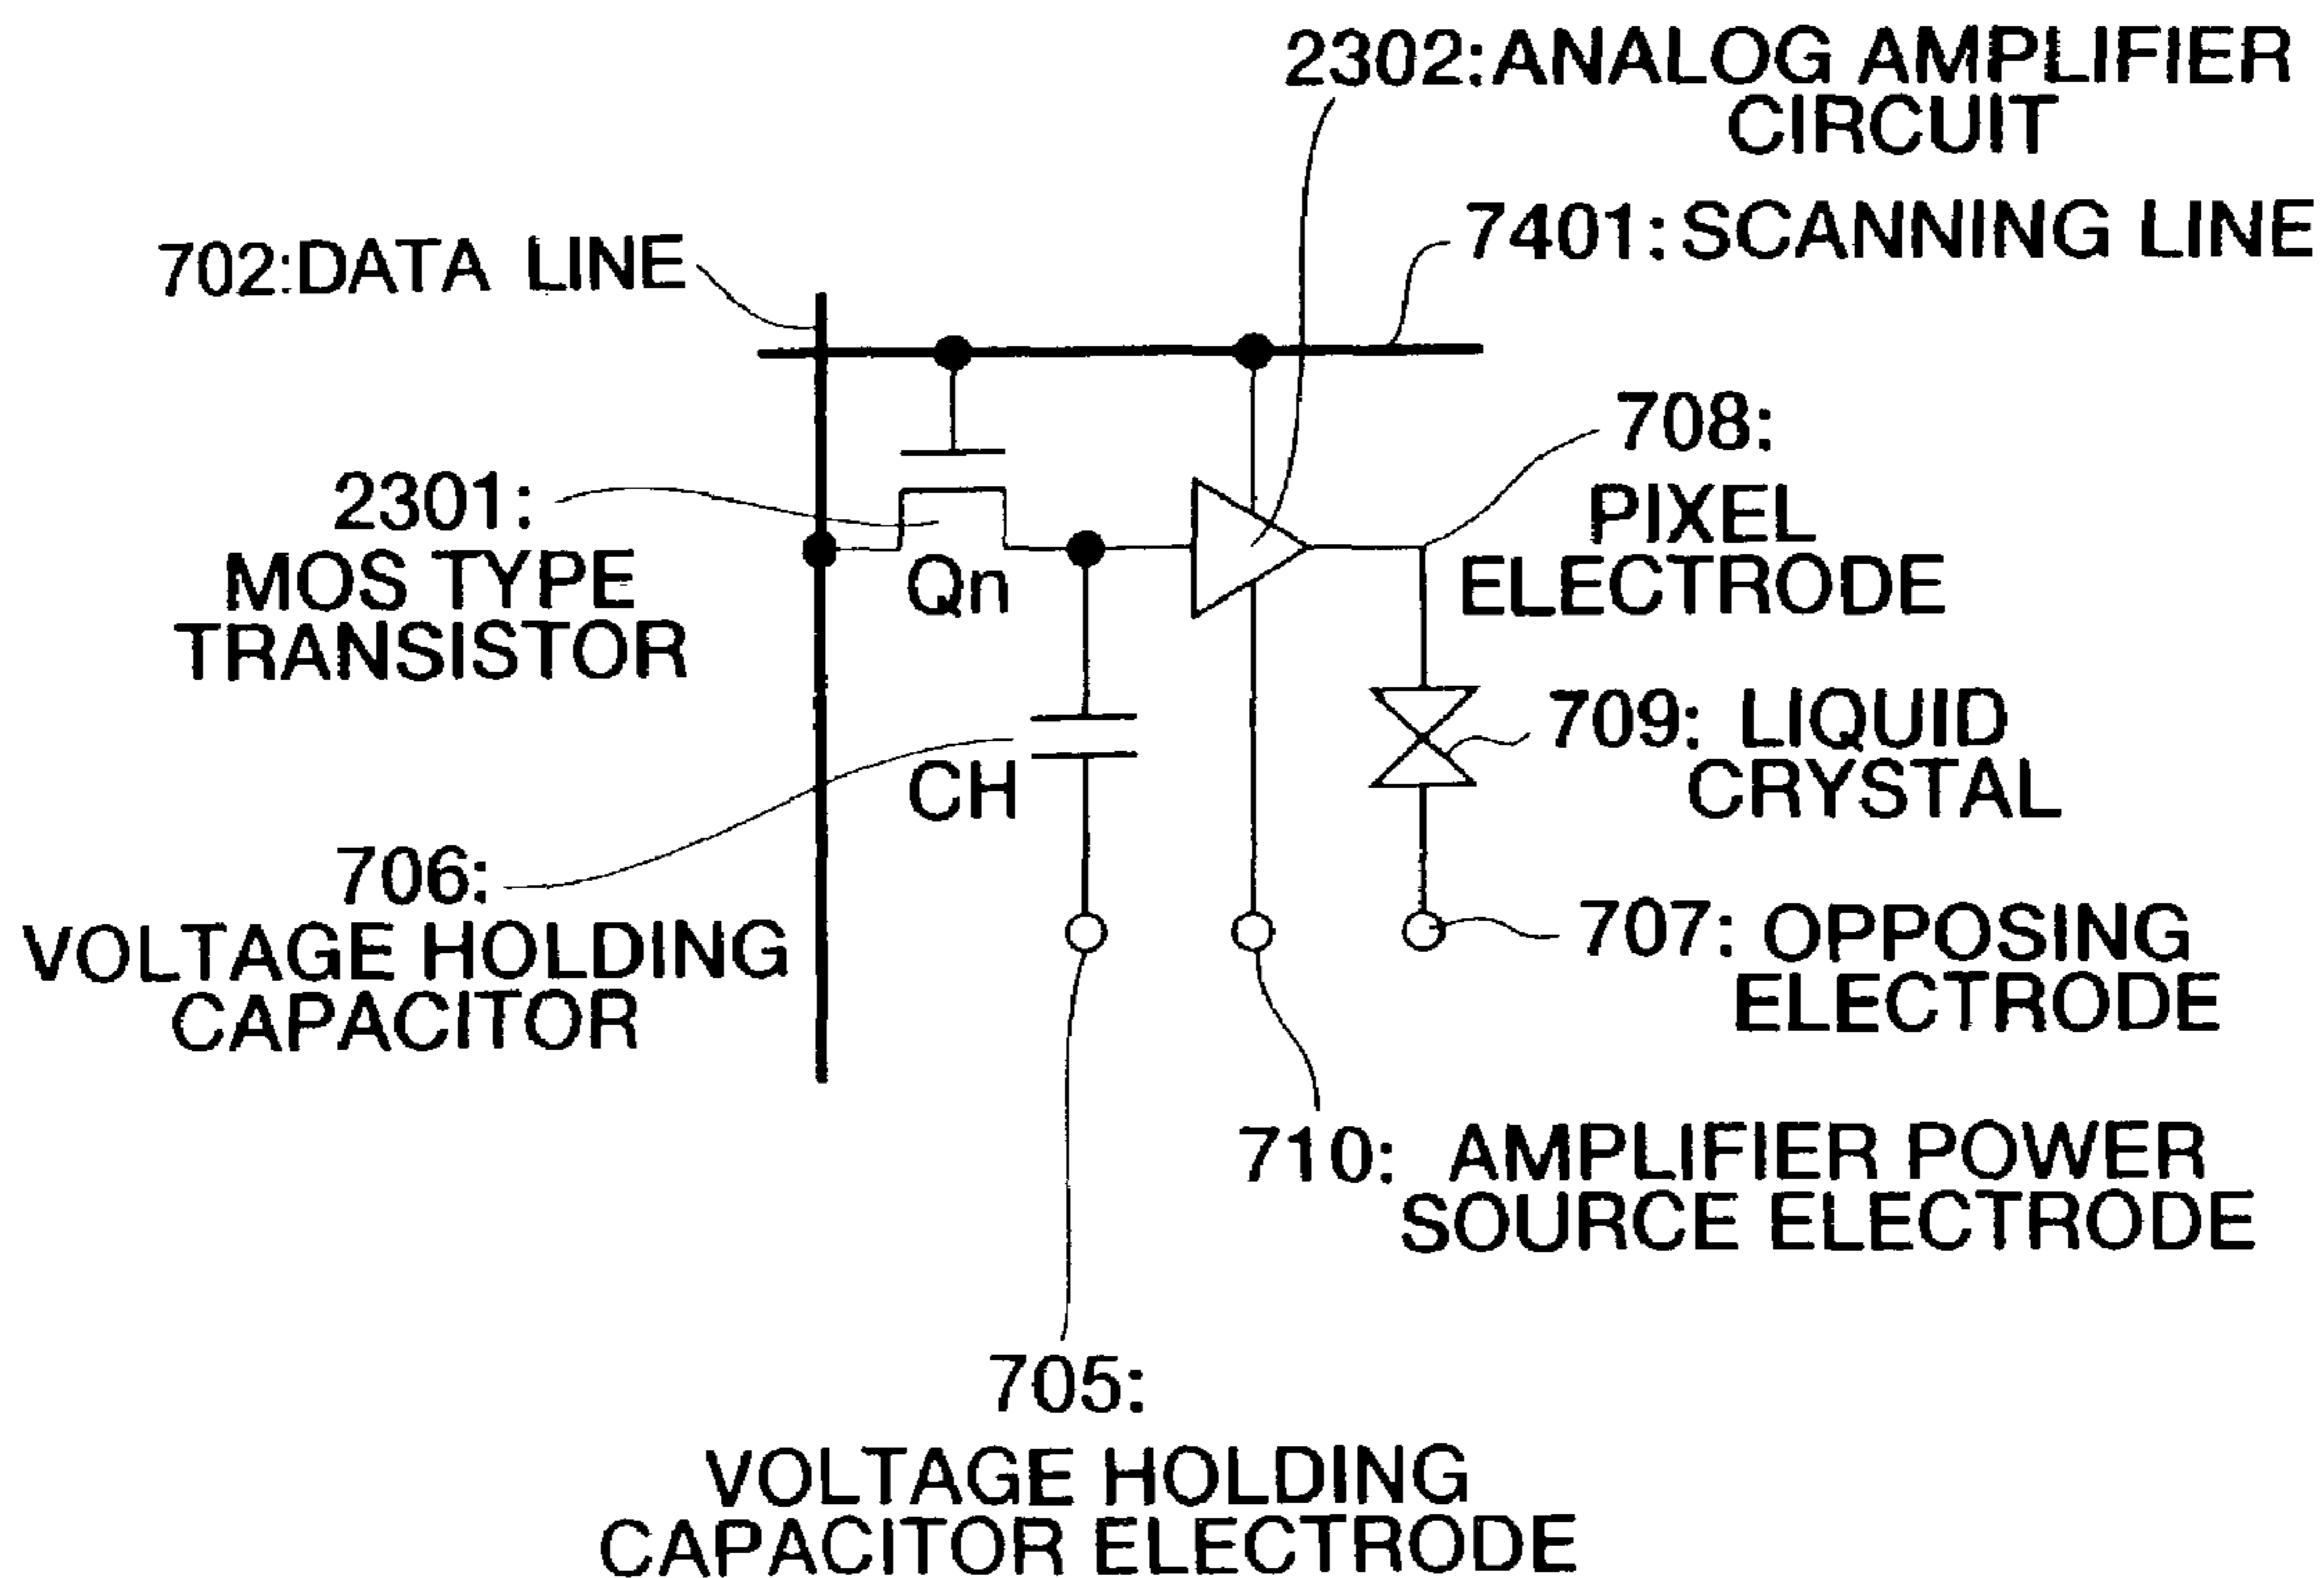 2302:ANALOG AMPLIFIER
CIRCUIT
7401:SCANNING LINE
702:DATA LINE
708:
PIXEL
ELECTRODE
2301:
MOS TYPE
TRANSISTOR
Qn
709: LIQUID
CRYSTAL
CH
706:
VOLTAGE HOLDING
CAPACITOR
707: OPPOSING
ELECTRODE
710: AMPLIFIER POWER
SOURCE ELECTRODE
705:
VOLTAGE HOLDING
CAPACITOR ELECTRODE